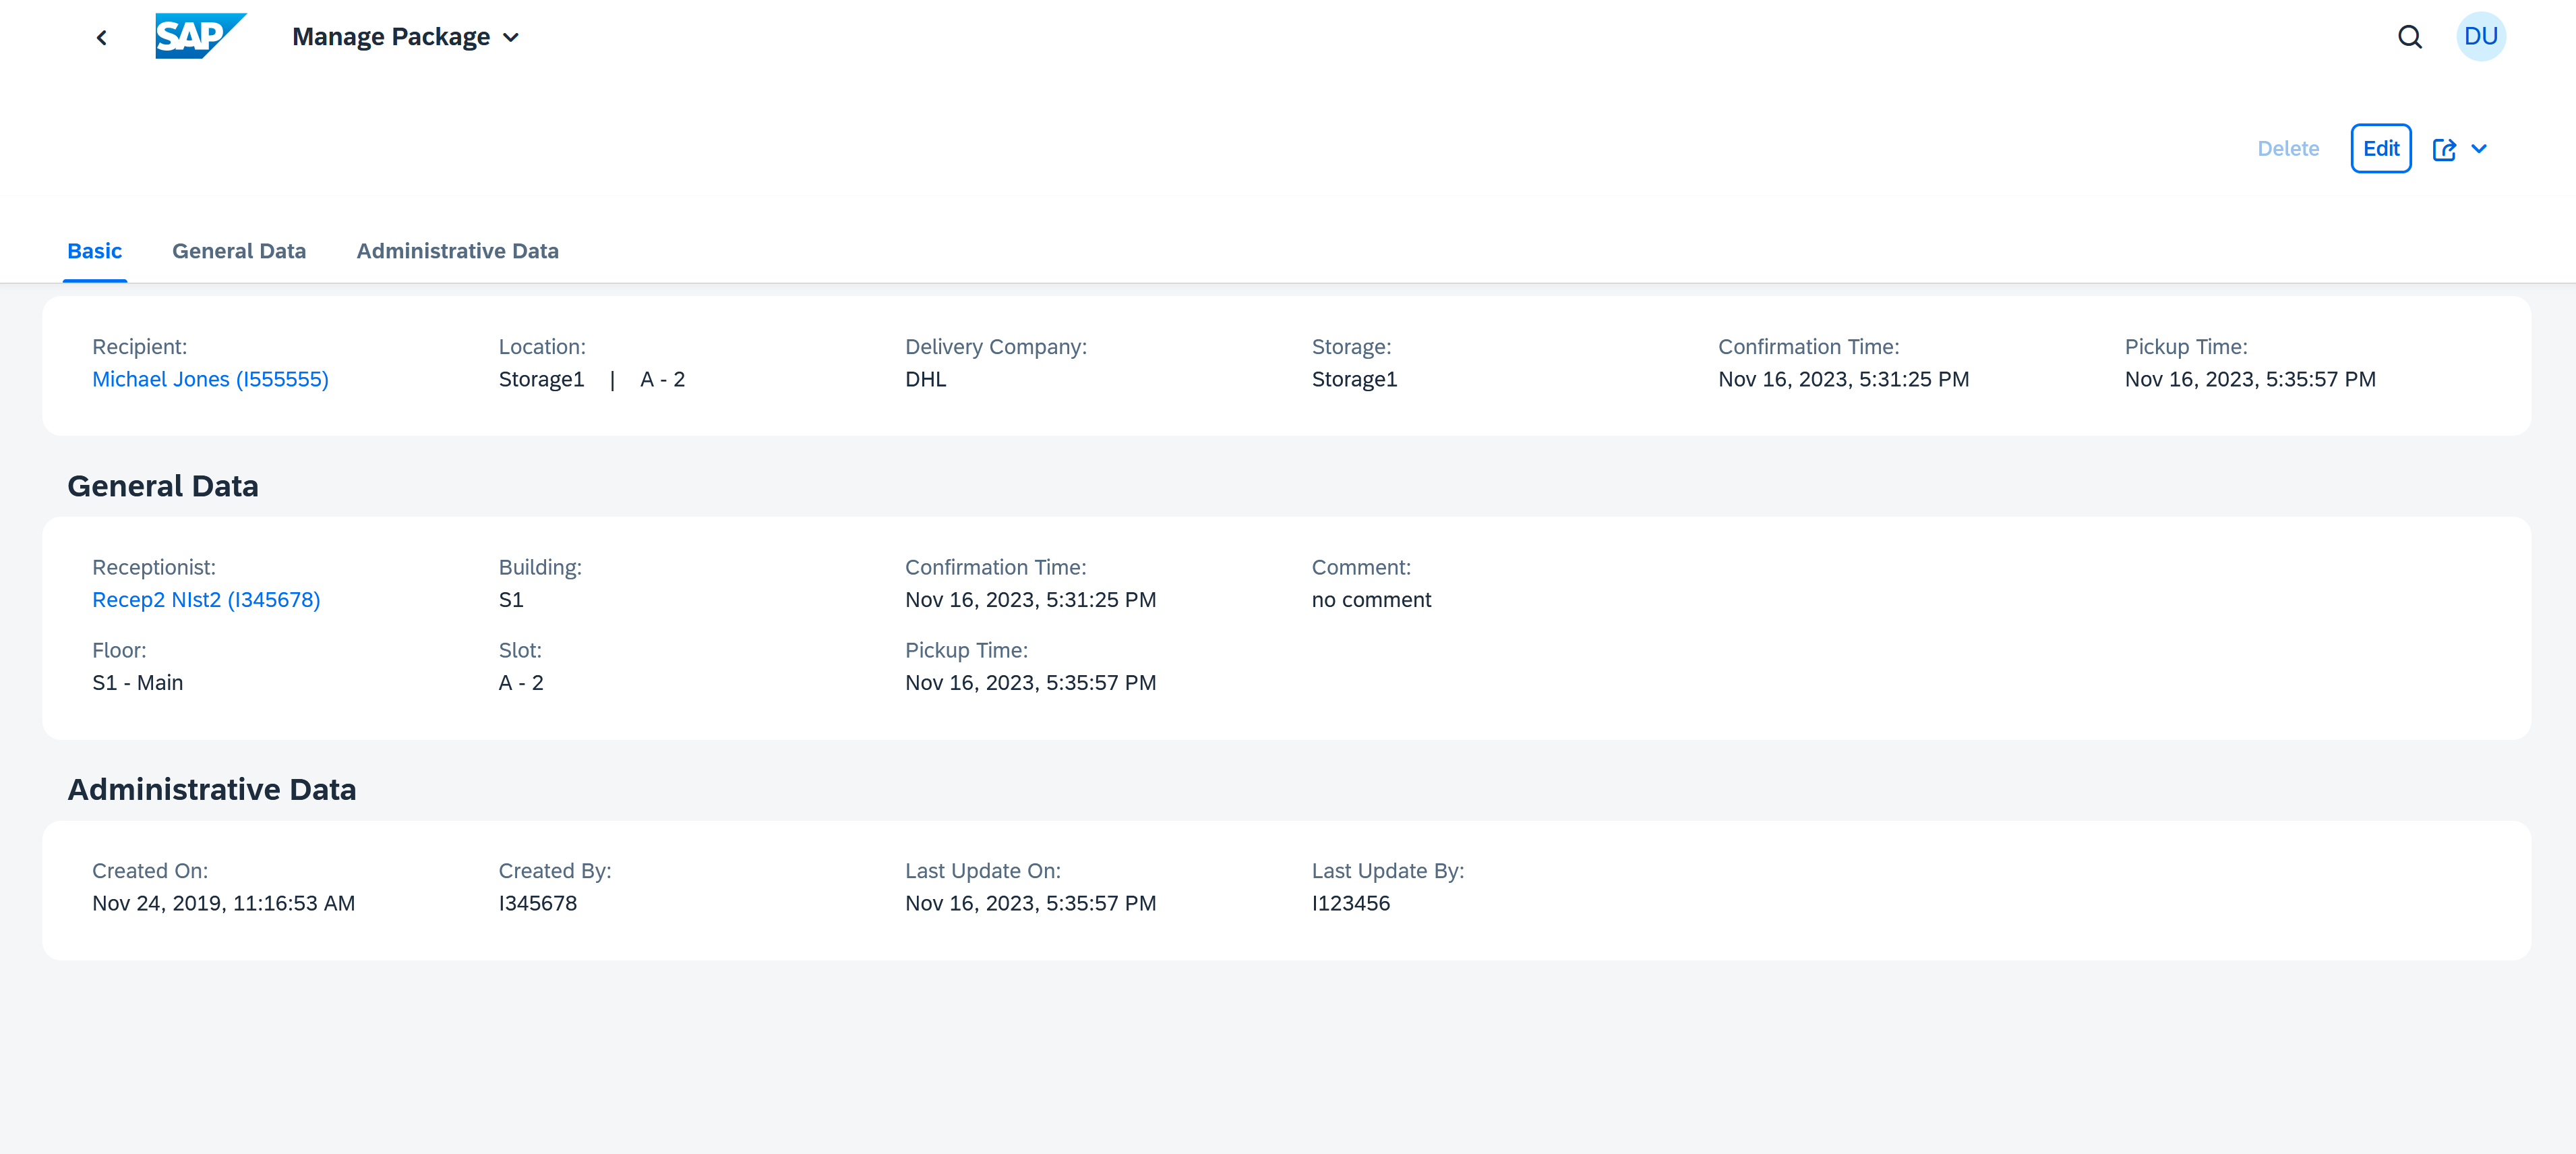 SAP Manage Package DU
Delete Edit
Basic General Data Administrative Data
Recipient: Location: Delivery Company: Storage: Confirmation Time: Pickup Time:
Michael Jones (I555555) Storage1 | A - 2 DHL Storage1 Nov 16, 2023, 5:31:25 PM Nov 16, 2023, 5:35:57 PM
General Data
Receptionist: Building: Confirmation Time: Comment:
Recep2 NIst2 (I345678) S1 Nov 16, 2023, 5:31:25 PM no comment
Floor: Slot: Pickup Time:
S1 - Main A - 2 Nov 16, 2023, 5:35:57 PM
Administrative Data
Created On: Created By: Last Update On: Last Update By:
Nov 24, 2019, 11:16:53 AM I345678 Nov 16, 2023, 5:35:57 PM I123456